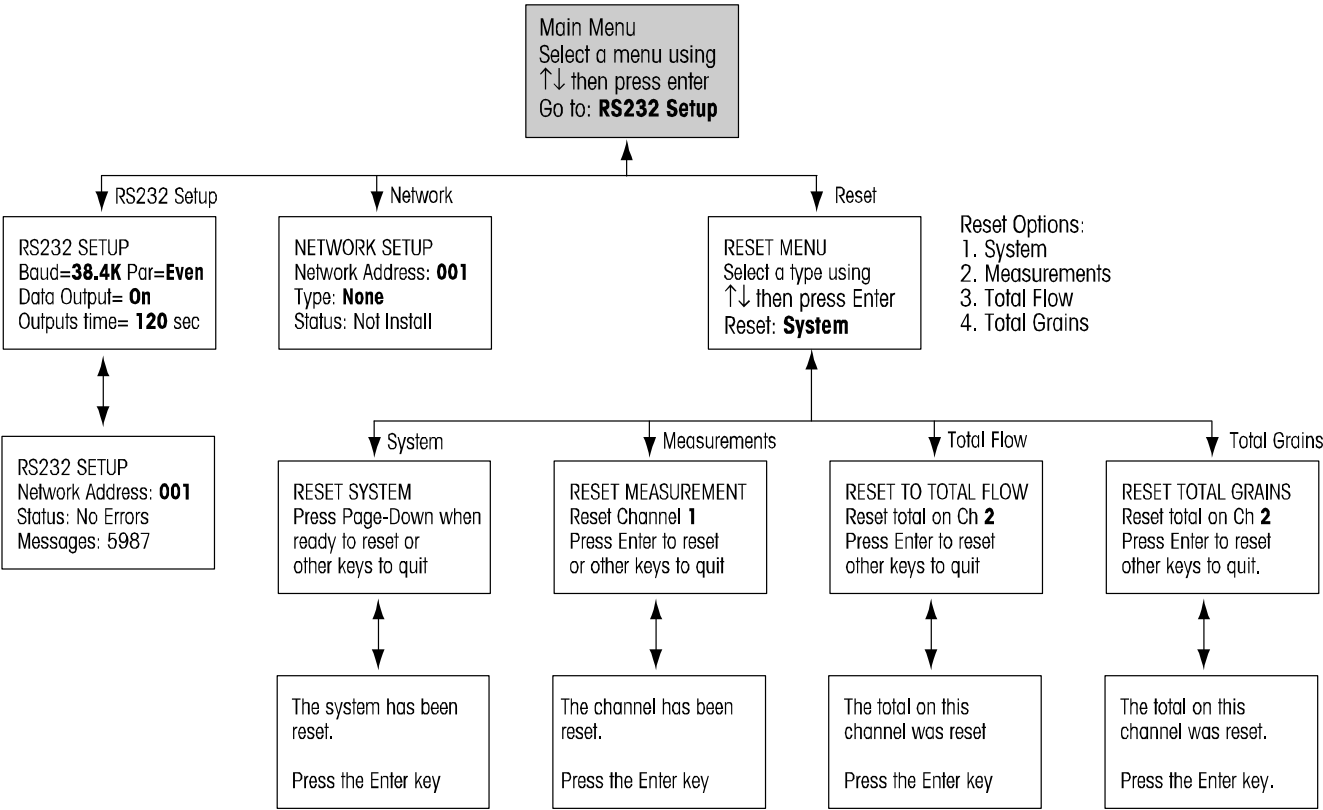 Main Menu
Select a menu using
↑↓ then press enter
Go to: RS232 Setup
RS232 Setup
Network
Reset
RS232 SETUP
Baud=38.4K Par=Even
Data Output= On
Outputs time= 120 sec
NETWORK SETUP
Network Address: 001
Type: None
Status: Not Install
RESET MENU
Select a type using
↑↓ then press Enter
Reset: System
Reset Options:
1. System
2. Measurements
3. Total Flow
4. Total Grains
System
Measurements
Total Flow
Total Grains
RS232 SETUP
Network Address: 001
Status: No Errors
Messages: 5987
RESET SYSTEM
Press Page-Down when
ready to reset or
other keys to quit
RESET MEASUREMENT
Reset Channel 1
Press Enter to reset
or other keys to quit
RESET TO TOTAL FLOW
Reset total on Ch 2
Press Enter to reset
other keys to quit
RESET TOTAL GRAINS
Reset total on Ch 2
Press Enter to reset
other keys to quit.
The system has been
reset.
Press the Enter key
The channel has been
reset.
Press the Enter key
The total on this
channel was reset
Press the Enter key
The total on this
channel was reset.
Press the Enter key.